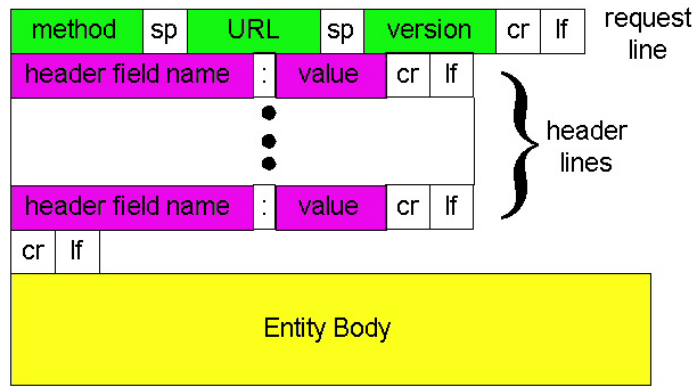 method sp URL sp version cr lf request line
header field name : value cr lf
header lines
header field name : value cr lf
cr lf
Entity Body